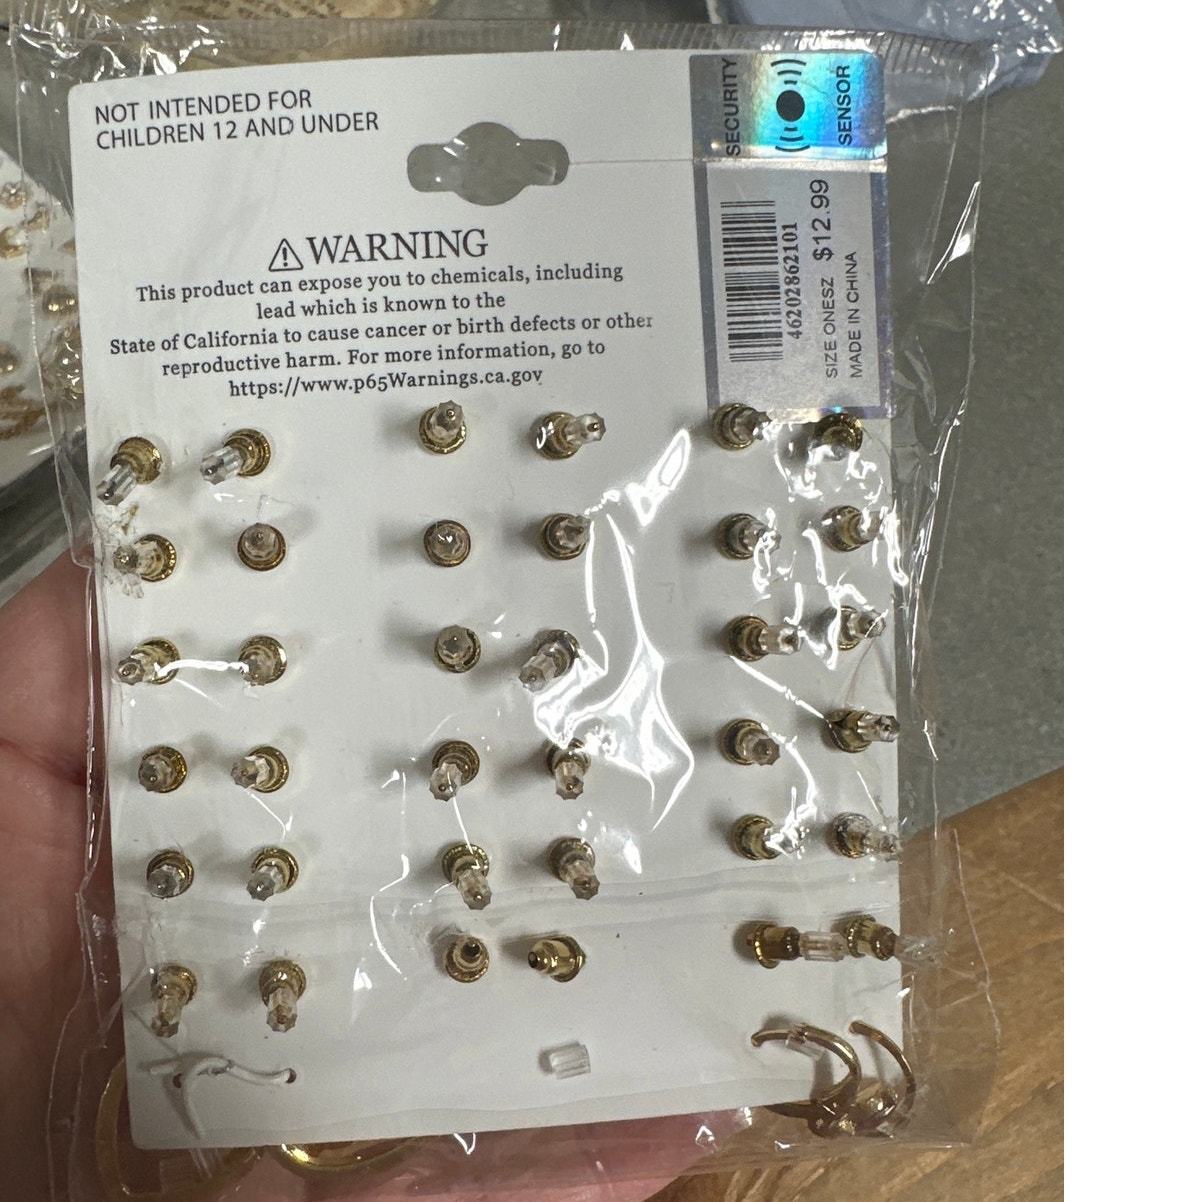 NOT INTENDED FOR
CHILDREN 12 AND UNDER
SECURITY
SENSOR
WARNING
This product can expose you to chemicals, including
lead which is known to the
State of California to cause cancer or birth defects or other
reproductive harm. For more information, go to
https://www.p65Warnings.ca.gov
46202862101
SIZE ONESZ $12.99
MADE IN CHINA